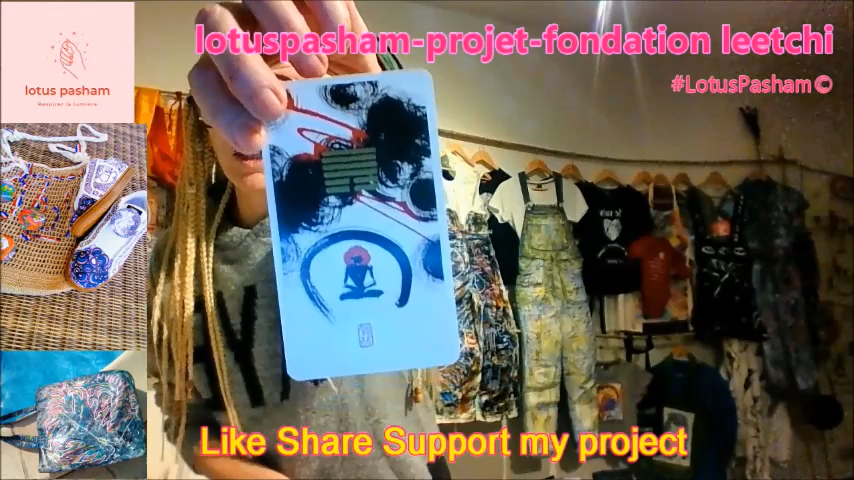 lotuspasham-projet-fondation leetchi
#LotusPasham©
lotus pasham
Respirer la lumière
Like Share Support my project